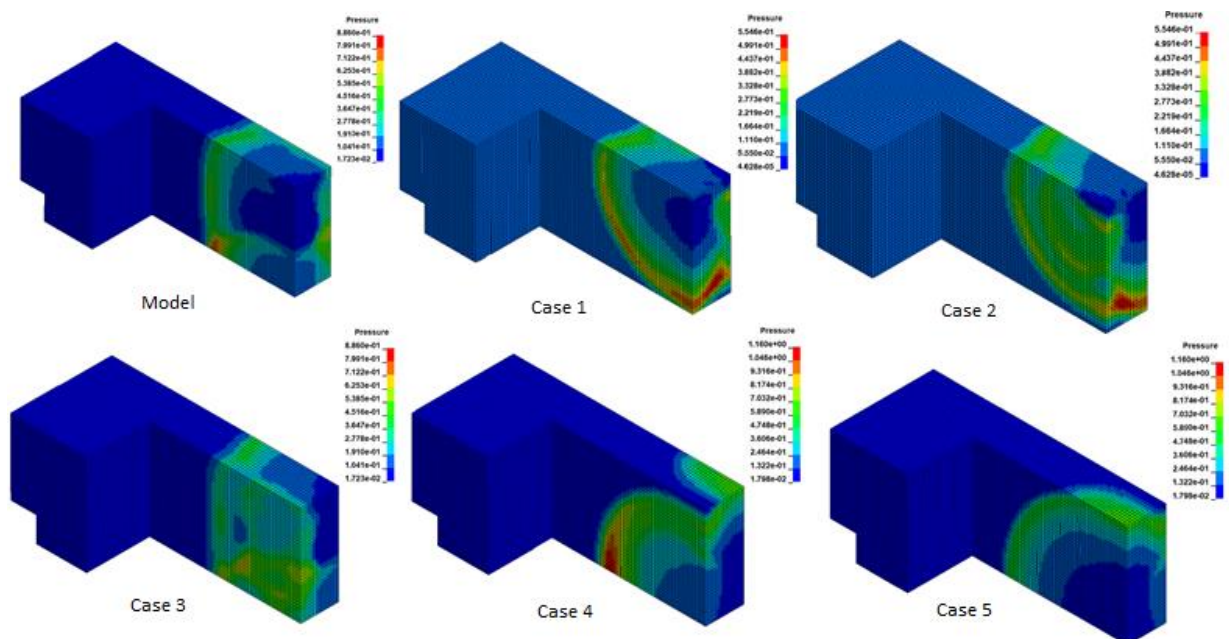 Pressure
8.860e-01
7.991e-01
7.122e-01
6.253e-01
5.385e-01
4.516e-01
3.647e-01
2.778e-01
1.910e-01
1.041e-01
1.723e-02
Model
Pressure
5.546e-01
4.991e-01
4.437e-01
3.882e-01
3.328e-01
2.773e-01
2.219e-01
1.664e-01
1.110e-01
5.550e-02
4.628e-05
Case 1
Pressure
5.546e-01
4.991e-01
4.437e-01
3.882e-01
3.328e-01
2.773e-01
2.219e-01
1.664e-01
1.110e-01
5.550e-02
4.628e-05
Case 2
Pressure
8.860e-01
7.991e-01
7.122e-01
6.253e-01
5.385e-01
4.516e-01
3.647e-01
2.778e-01
1.910e-01
1.041e-01
1.723e-02
Case 3
Pressure
1.160e+00
1.046e+00
9.316e-01
8.174e-01
7.032e-01
5.890e-01
4.748e-01
3.606e-01
2.464e-01
1.322e-01
1.798e-02
Case 4
Pressure
1.160e+00
1.046e+00
9.316e-01
8.174e-01
7.032e-01
5.890e-01
4.748e-01
3.606e-01
2.464e-01
1.322e-01
1.798e-02
Case 5